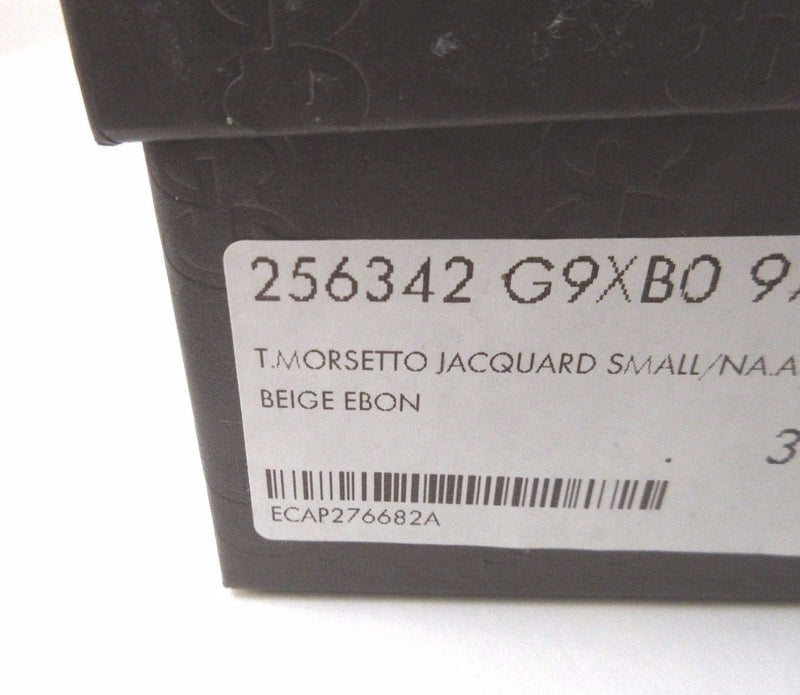 256342 G9XB0 9
T.MORSETTO JACQUARD SMALL/NA.A
BEIGE EBON
3
ECAP276682A